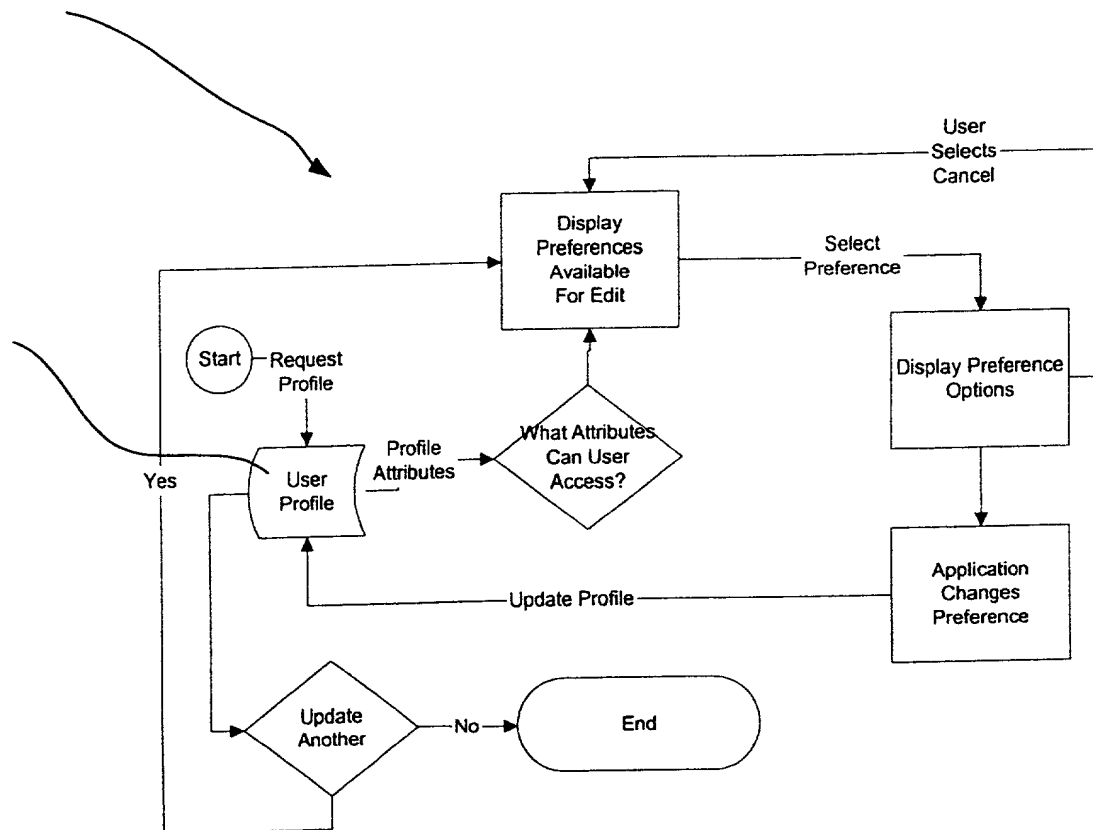 User
Selects
Cancel
Display
Preferences
Available
For Edit
Select
Preference
Start
Request
Profile
Display Preference
Options
What Attributes
Can User
Access?
Profile
Attributes
User
Profile
Yes
Application
Changes
Preference
Update Profile
Update
Another
No
End